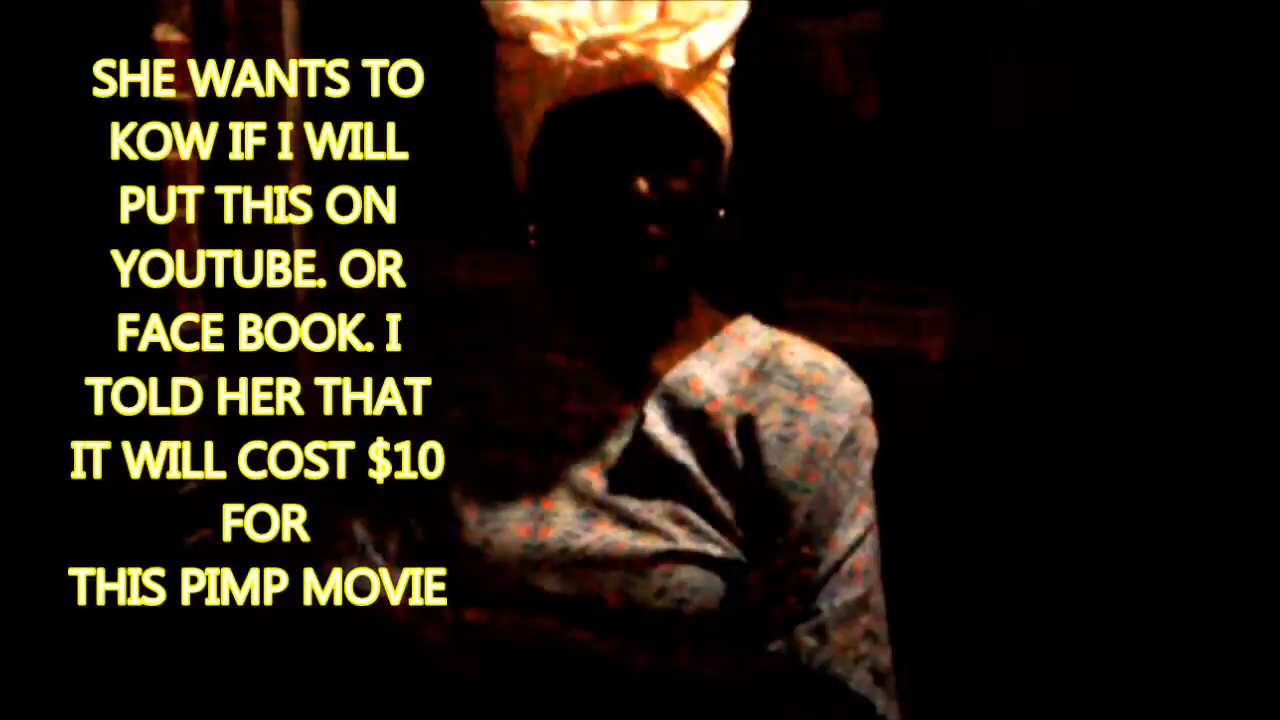 SHE WANTS TO
KOW IF I WILL
PUT THIS ON
YOUTUBE. OR
FACE BOOK. I
TOLD HER THAT
IT WILL COST $10
FOR
THIS PIMP MOVIE